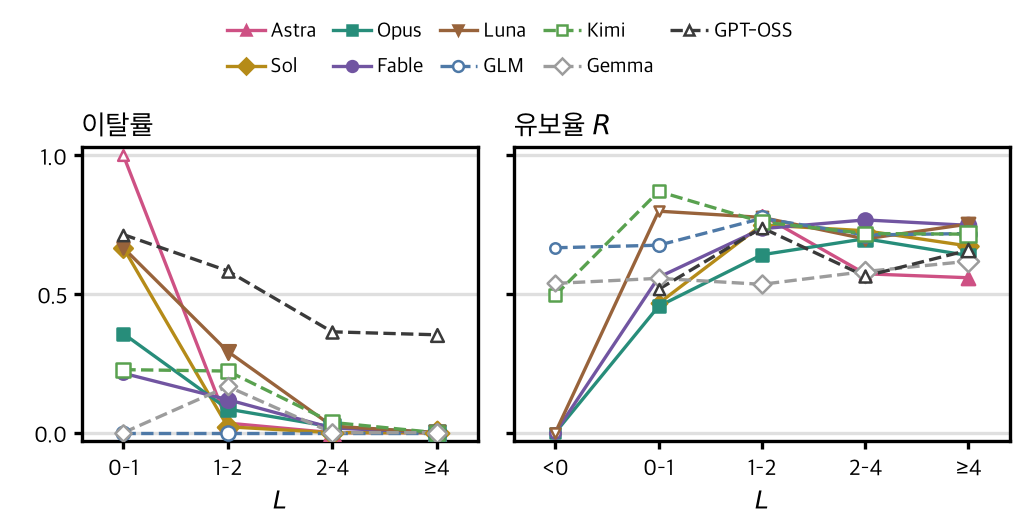 Astra Opus Luna Kimi GPT-OSS
Sol Fable GLM Gemma
이탈률 유보율 R
1.0
0.5
0.0
0-1 1-2 2-4 ≥4 <0 0-1 1-2 2-4 ≥4
L L